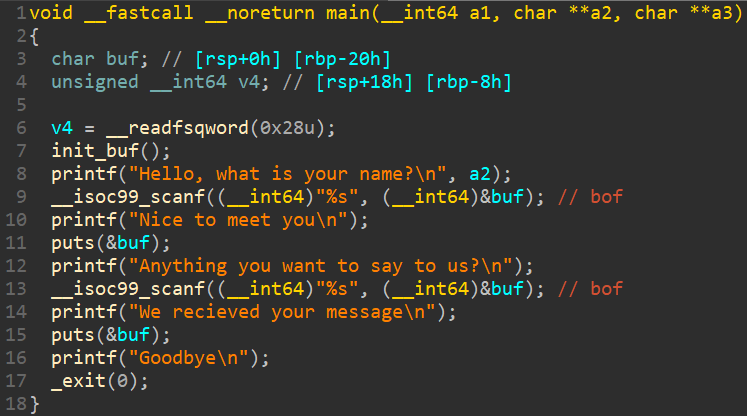 1 void __fastcall __noreturn main(__int64 a1, char **a2, char **a3)
2 {
3   char buf; // [rsp+0h] [rbp-20h]
4   unsigned __int64 v4; // [rsp+18h] [rbp-8h]
5
6   v4 = __readfsqword(0x28u);
7   init_buf();
8   printf("Hello, what is your name?\n", a2);
9   __isoc99_scanf((__int64)"%s", (__int64)&buf); // bof
10   printf("Nice to meet you\n");
11   puts(&buf);
12   printf("Anything you want to say to us?\n");
13   __isoc99_scanf((__int64)"%s", (__int64)&buf); // bof
14   printf("We recieved your message\n");
15   puts(&buf);
16   printf("Goodbye\n");
17   _exit(0);
18 }